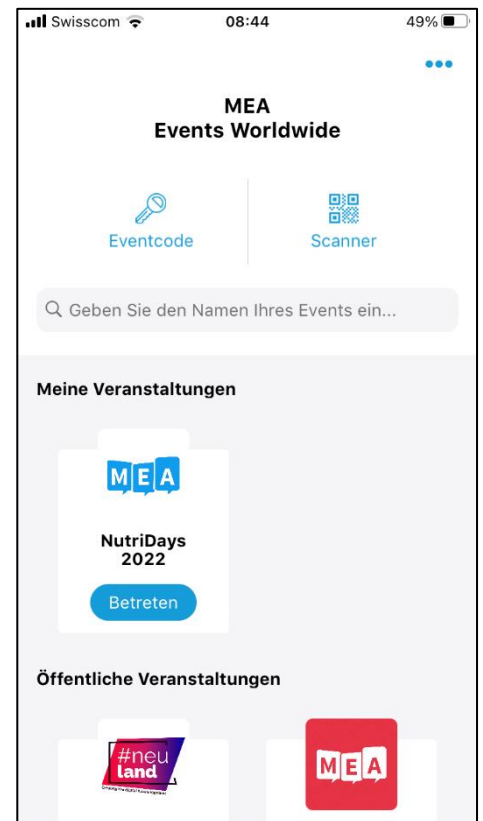 Swisscom 08:44 49%
MEA
Events Worldwide
Eventcode Scanner
Geben Sie den Namen Ihres Events ein...
Meine Veranstaltungen
MEA
NutriDays
2022
Betreten
Öffentliche Veranstaltungen
#neu
land
MEA